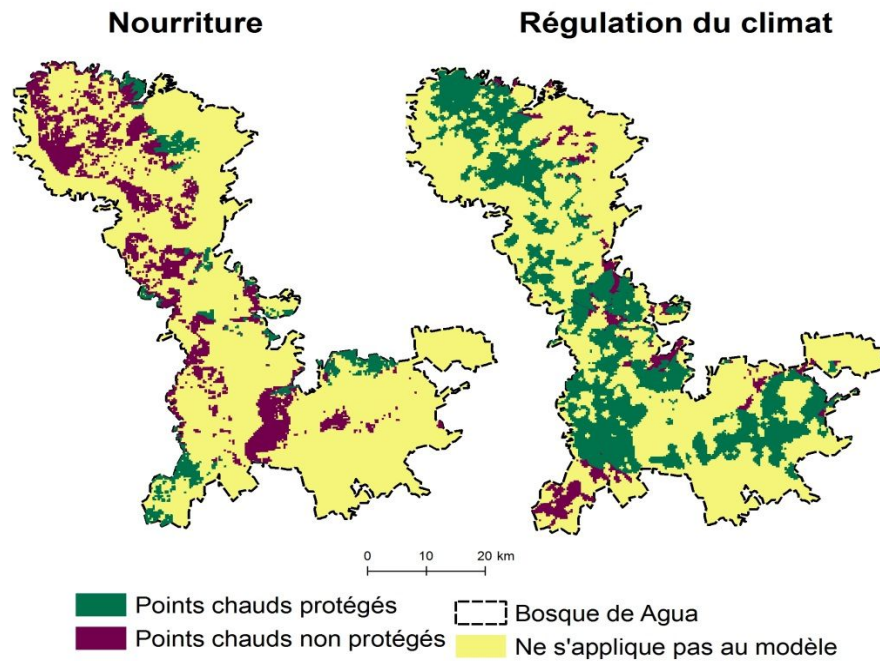 Nourriture
Régulation du climat
0 10 20 km
Points chauds protégés
Points chauds non protégés
Bosque de Agua
Ne s'applique pas au modèle